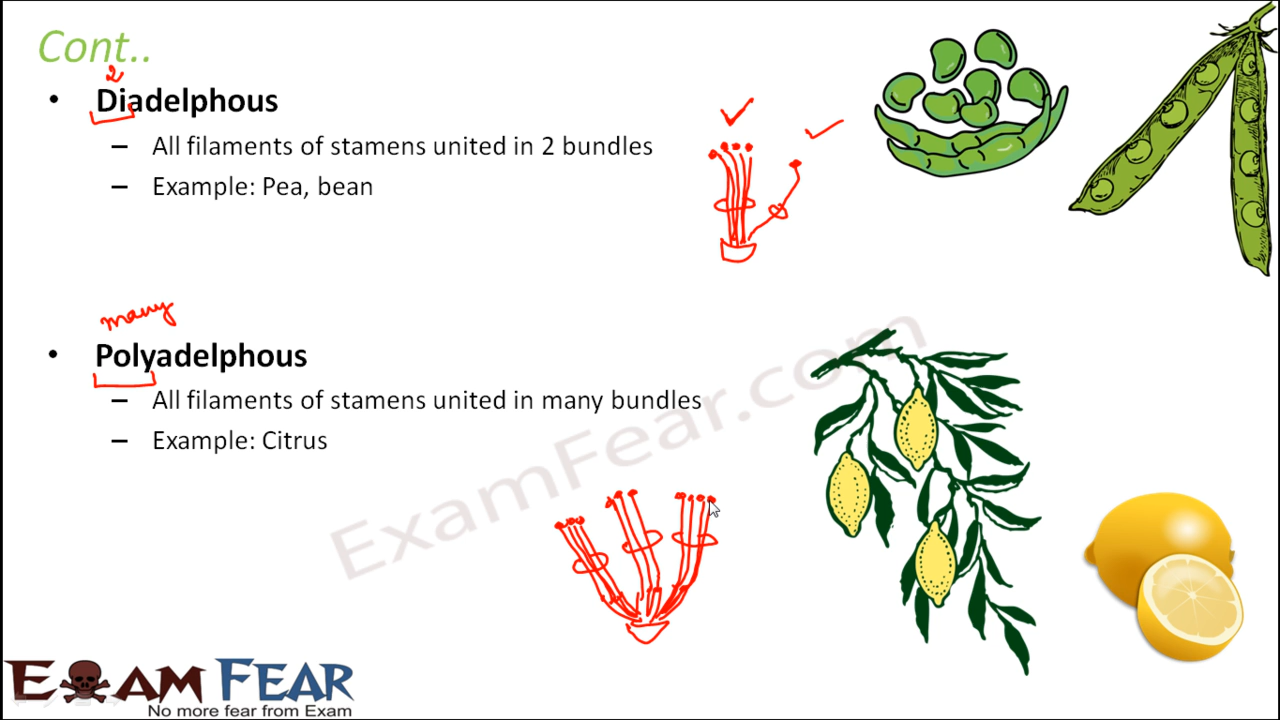 Cont..
2
• Diadelphous
– All filaments of stamens united in 2 bundles
– Example: Pea, bean
many
• Polyadelphous
– All filaments of stamens united in many bundles
– Example: Citrus
ExamFear.com
EXAM FEAR
No more fear from Exam